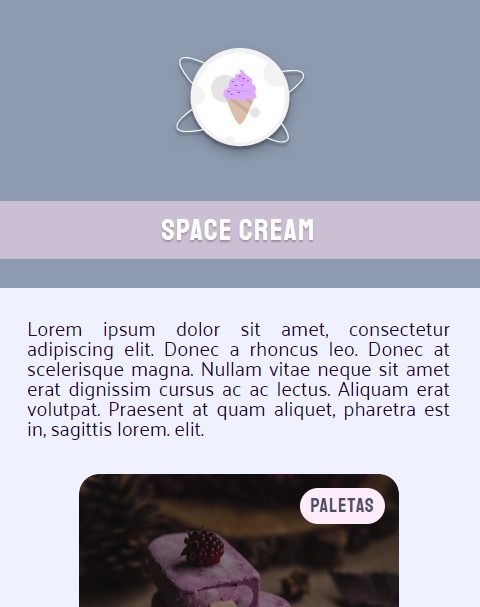 SPACE CREAM
Lorem ipsum dolor sit amet, consectetur
adipiscing elit. Donec a rhoncus leo. Donec at
scelerisque magna. Nullam vitae neque sit amet
erat dignissim cursus ac ac lectus. Aliquam erat
volutpat. Praesent at quam aliquet, pharetra est
in, sagittis lorem. elit.
PALETAS